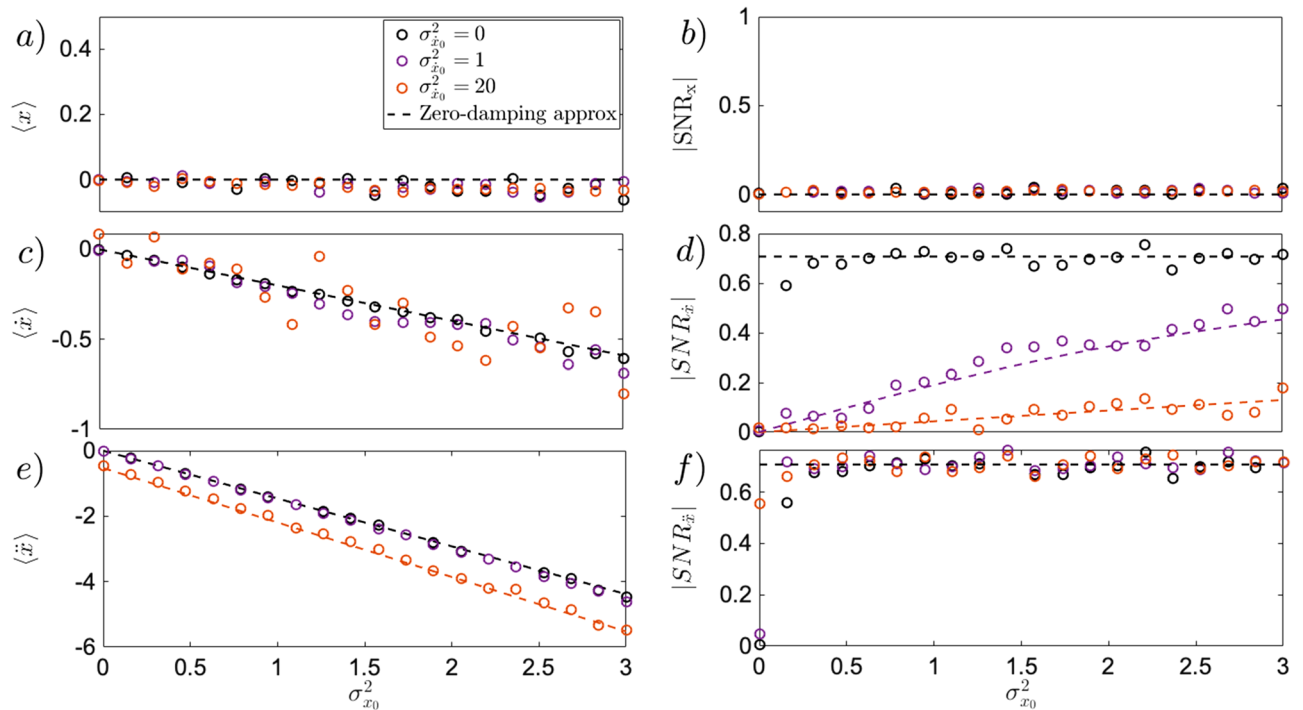 a)
0.4
0.2
0
⟨x⟩
σ²ẋ₀ = 0
σ²ẋ₀ = 1
σ²ẋ₀ = 20
Zero-damping approx
b)
1
0.5
0
|SNRₓ|
c)
0
-0.5
-1
⟨ẋ⟩
d)
0.8
0.6
0.4
0.2
0
|SNR_ẋ|
e)
0
-2
-4
-6
⟨ẍ⟩
0 0.5 1 1.5 2 2.5 3
σ²x₀
f)
0.6
0.4
0.2
0
|SNR_ẍ|
0 0.5 1 1.5 2 2.5 3
σ²x₀